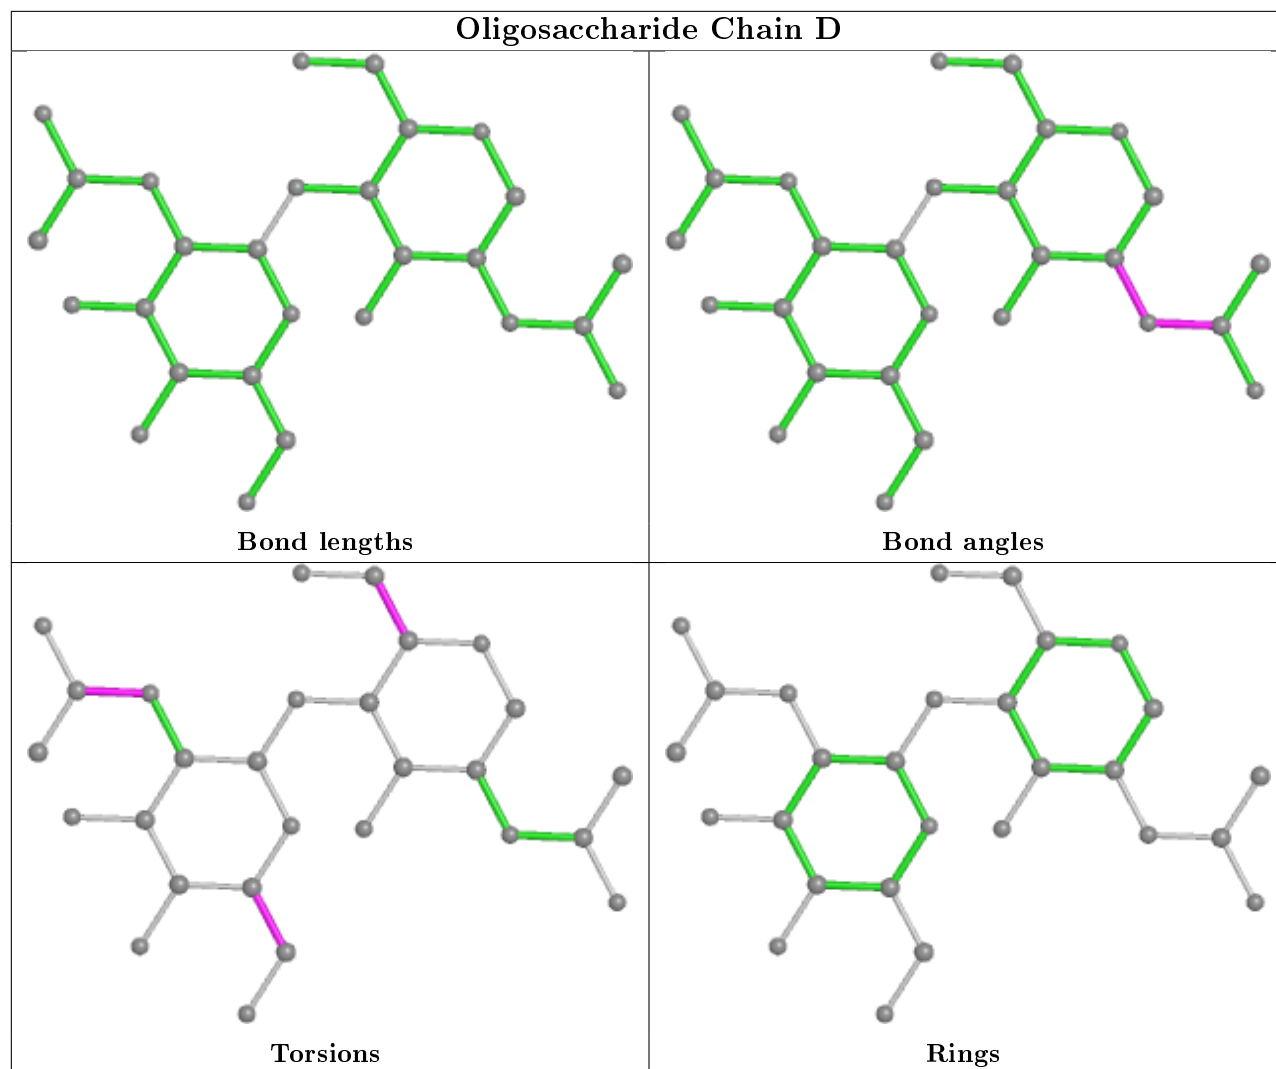 Oligosaccharide Chain D
Bond lengths
Bond angles
Torsions
Rings